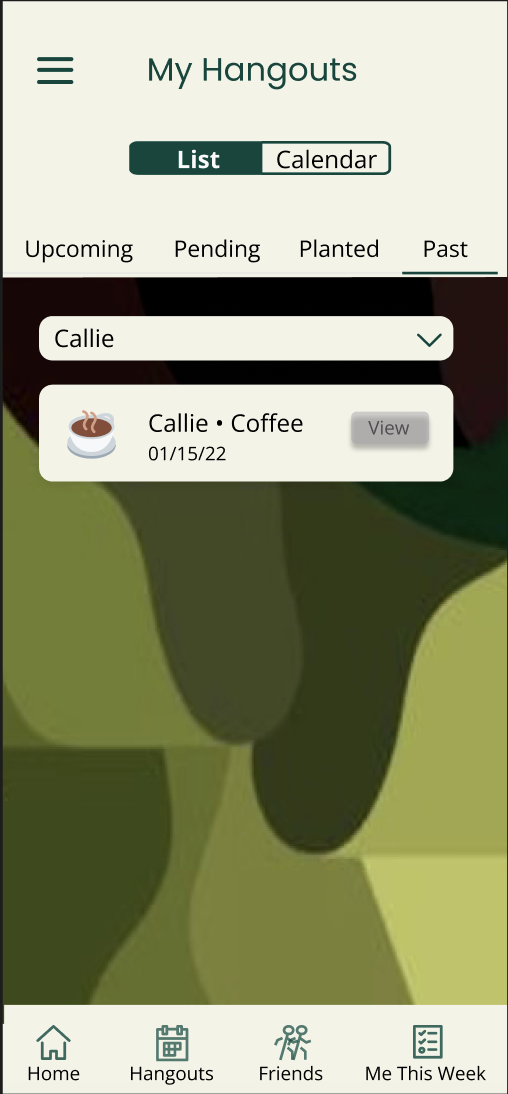 My Hangouts
List Calendar
Upcoming Pending Planted Past
Callie
Callie • Coffee
View
01/15/22
Home Hangouts Friends Me This Week